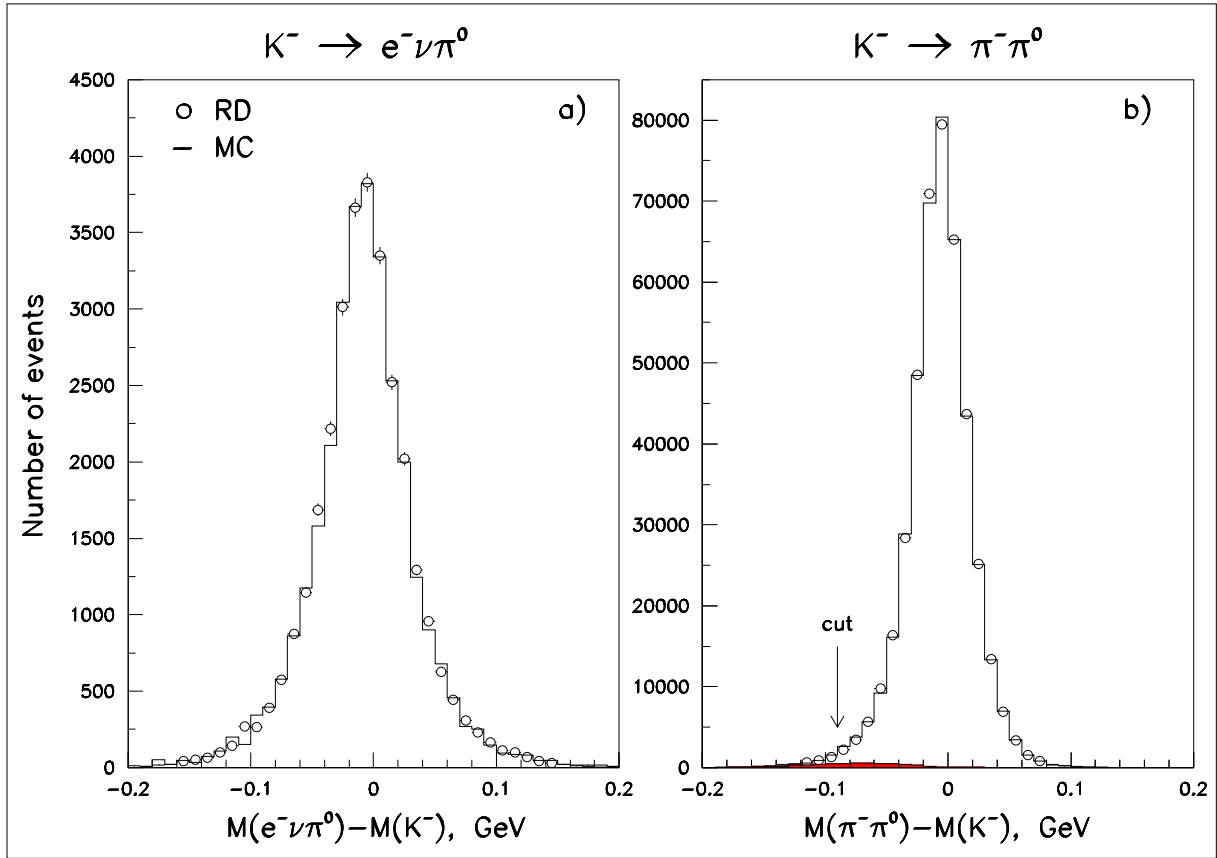 K⁻ → e⁻νπ⁰
4500
4000
3500
3000
2500
2000
1500
1000
500
0
Number of events
RD
MC
a)
−0.2
−0.1
0
0.1
0.2
M(e⁻νπ⁰)−M(K⁻), GeV
K⁻ → π⁻π⁰
80000
70000
60000
50000
40000
30000
20000
10000
0
b)
cut
−0.2
−0.1
0
0.1
0.2
M(π⁻π⁰)−M(K⁻), GeV